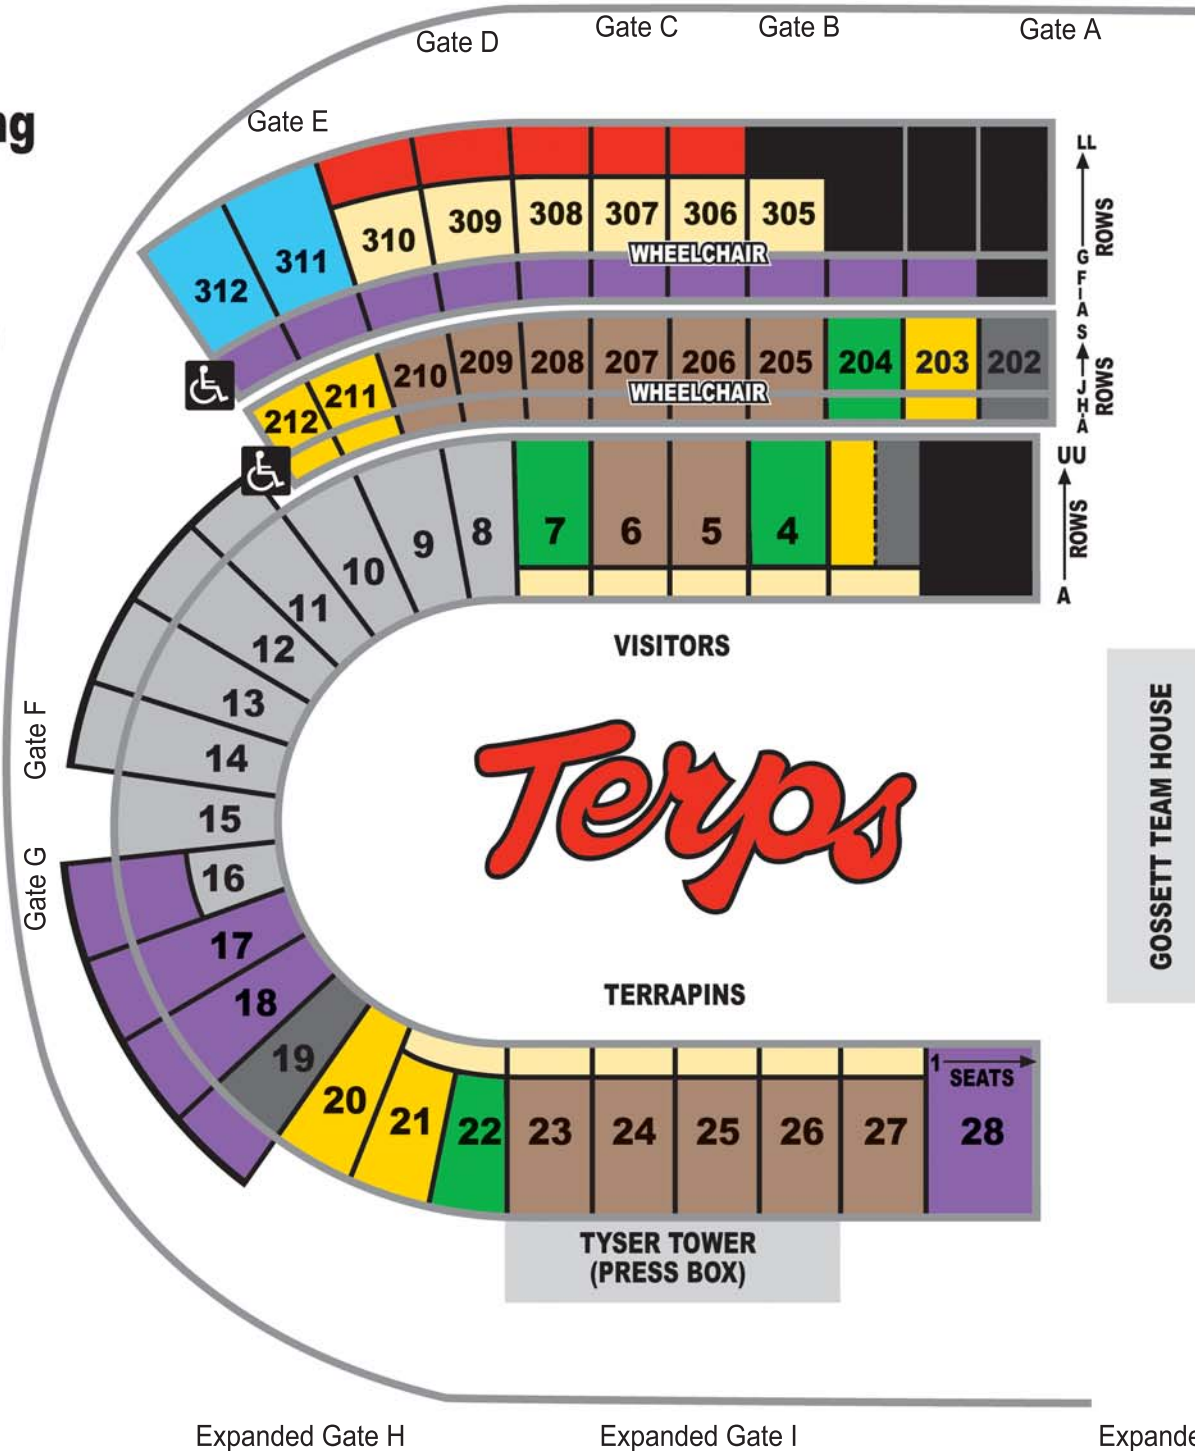 Gate D
Gate C
Gate B
Gate A
ng
Gate E
LL
ROWS
G
F
I
A
310
309
308
307
306
305
312
311
WHEELCHAIR
S
J
H
A
ROWS
212
211
210
209
208
207
206
205
204
203
202
WHEELCHAIR
UU
ROWS
A
7
6
5
4
8
9
10
11
12
13
14
15
16
17
18
19
20
21
22
23
24
25
26
27
28
VISITORS
Terps
TERRAPINS
GOSSETT TEAM HOUSE
Gate F
Gate G
1
SEATS
TYSER TOWER
(PRESS BOX)
Expanded Gate H
Expanded Gate I
Expande